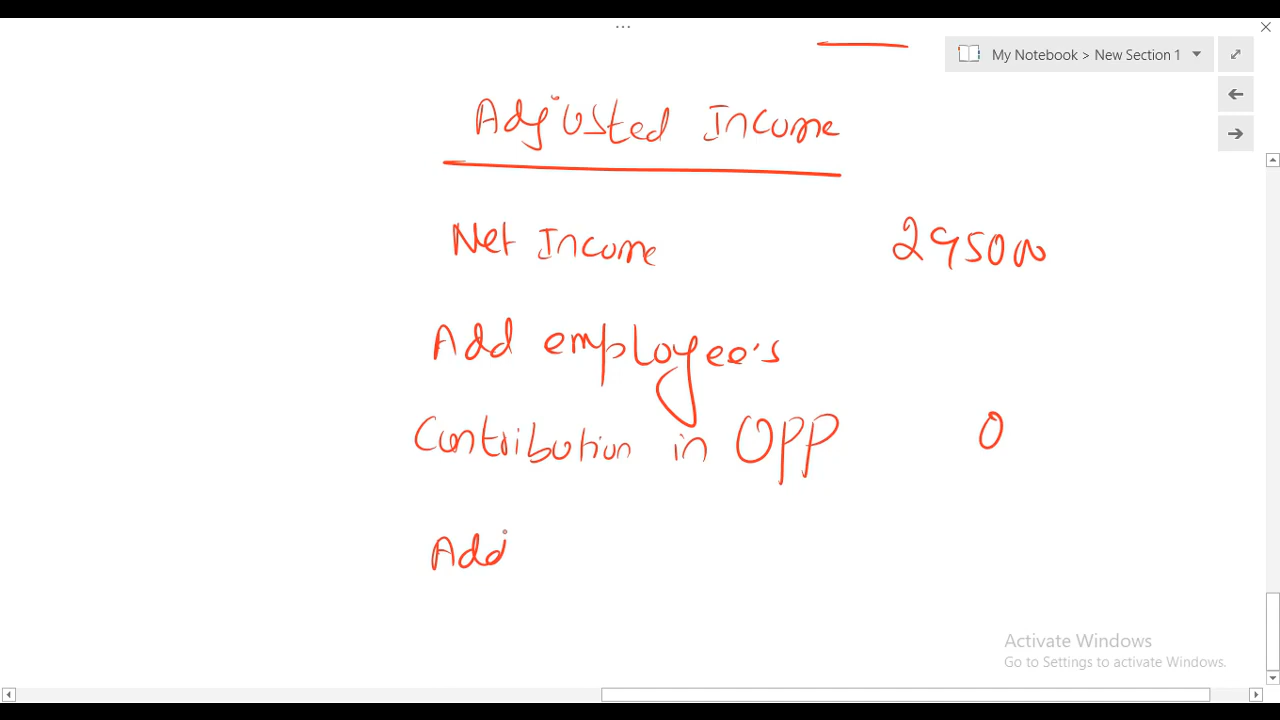 My Notebook > New Section 1
Adjusted Income
Net Income 295000
Add employee's
Contribution in OPP 0
Add
Activate Windows
Go to Settings to activate Windows.